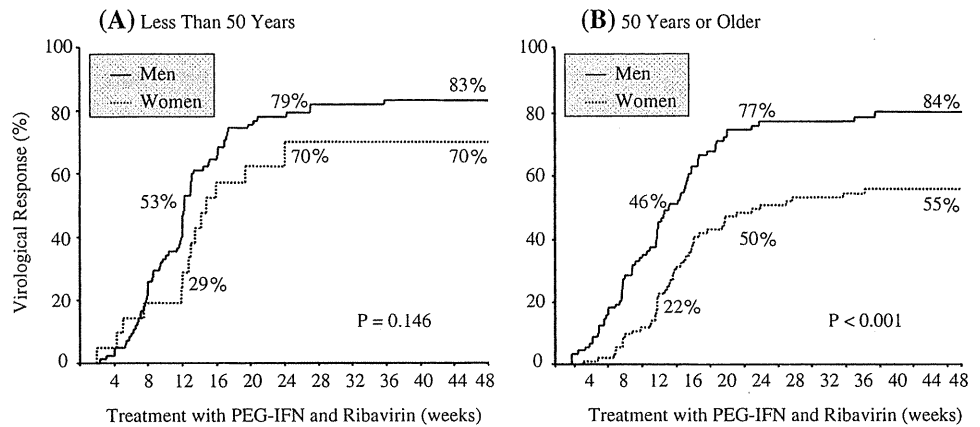 (A) Less Than 50 Years
Virological Response (%)
100
80
60
40
20
0
Men
Women
53%
79%
83%
29%
70%
70%
P = 0.146
4 8 12 16 20 24 28 32 36 40 44 48
Treatment with PEG-IFN and Ribavirin (weeks)
(B) 50 Years or Older
100
80
60
40
20
0
Men
Women
46%
77%
84%
22%
50%
55%
P < 0.001
4 8 12 16 20 24 28 32 36 40 44 48
Treatment with PEG-IFN and Ribavirin (weeks)